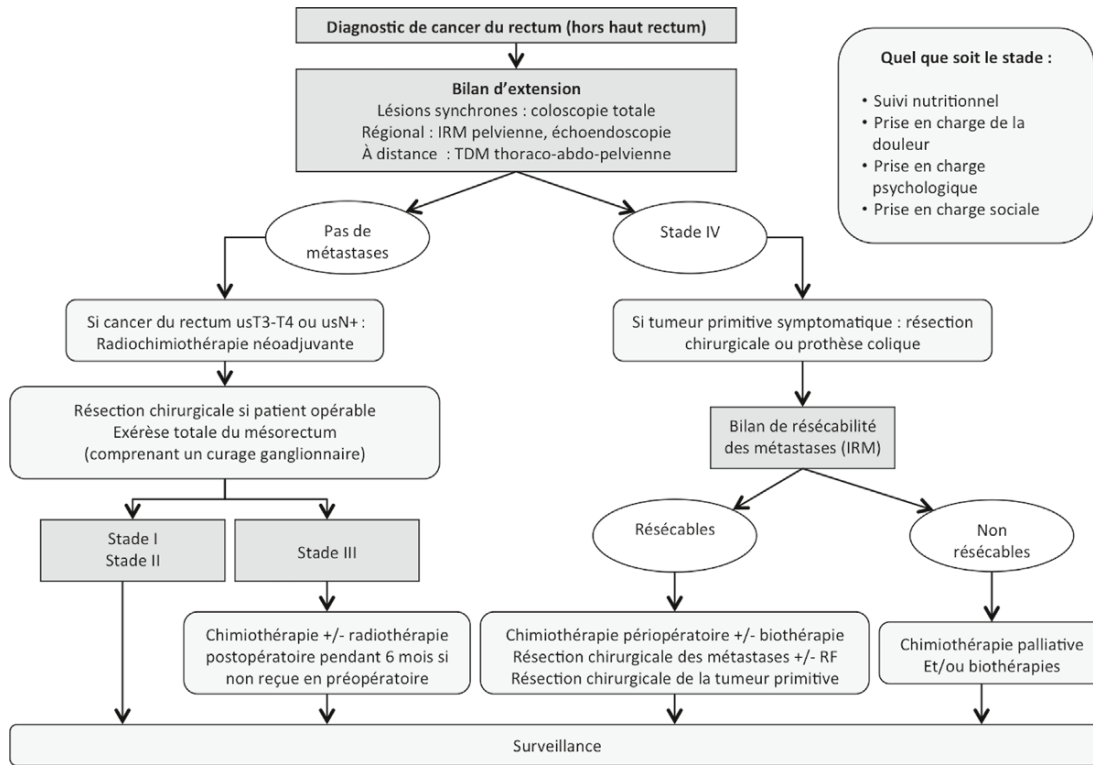 Diagnostic de cancer du rectum (hors haut rectum)
Bilan d'extension
Lésions synchrones : coloscopie totale
Régional : IRM pelvienne, échoendoscopie
À distance : TDM thoraco-abdo-pelvienne
Quel que soit le stade :
• Suivi nutritionnel
• Prise en charge de la
douleur
• Prise en charge
psychologique
• Prise en charge sociale
Pas de
métastases
Stade IV
Si cancer du rectum usT3-T4 ou usN+ :
Radiochimiothérapie néoadjuvante
Si tumeur primitive symptomatique : résection
chirurgicale ou prothèse colique
Résection chirurgicale si patient opérable
Exérèse totale du mésorectum
(comprenant un curage ganglionnaire)
Bilan de résécabilité
des métastases (IRM)
Stade I
Stade II
Stade III
Résécables
Non
résécables
Chimiothérapie +/- radiothérapie
postopératoire pendant 6 mois si
non reçue en préopératoire
Chimiothérapie périopératoire +/- biothérapie
Résection chirurgicale des métastases +/- RF
Résection chirurgicale de la tumeur primitive
Chimiothérapie palliative
Et/ou biothérapies
Surveillance